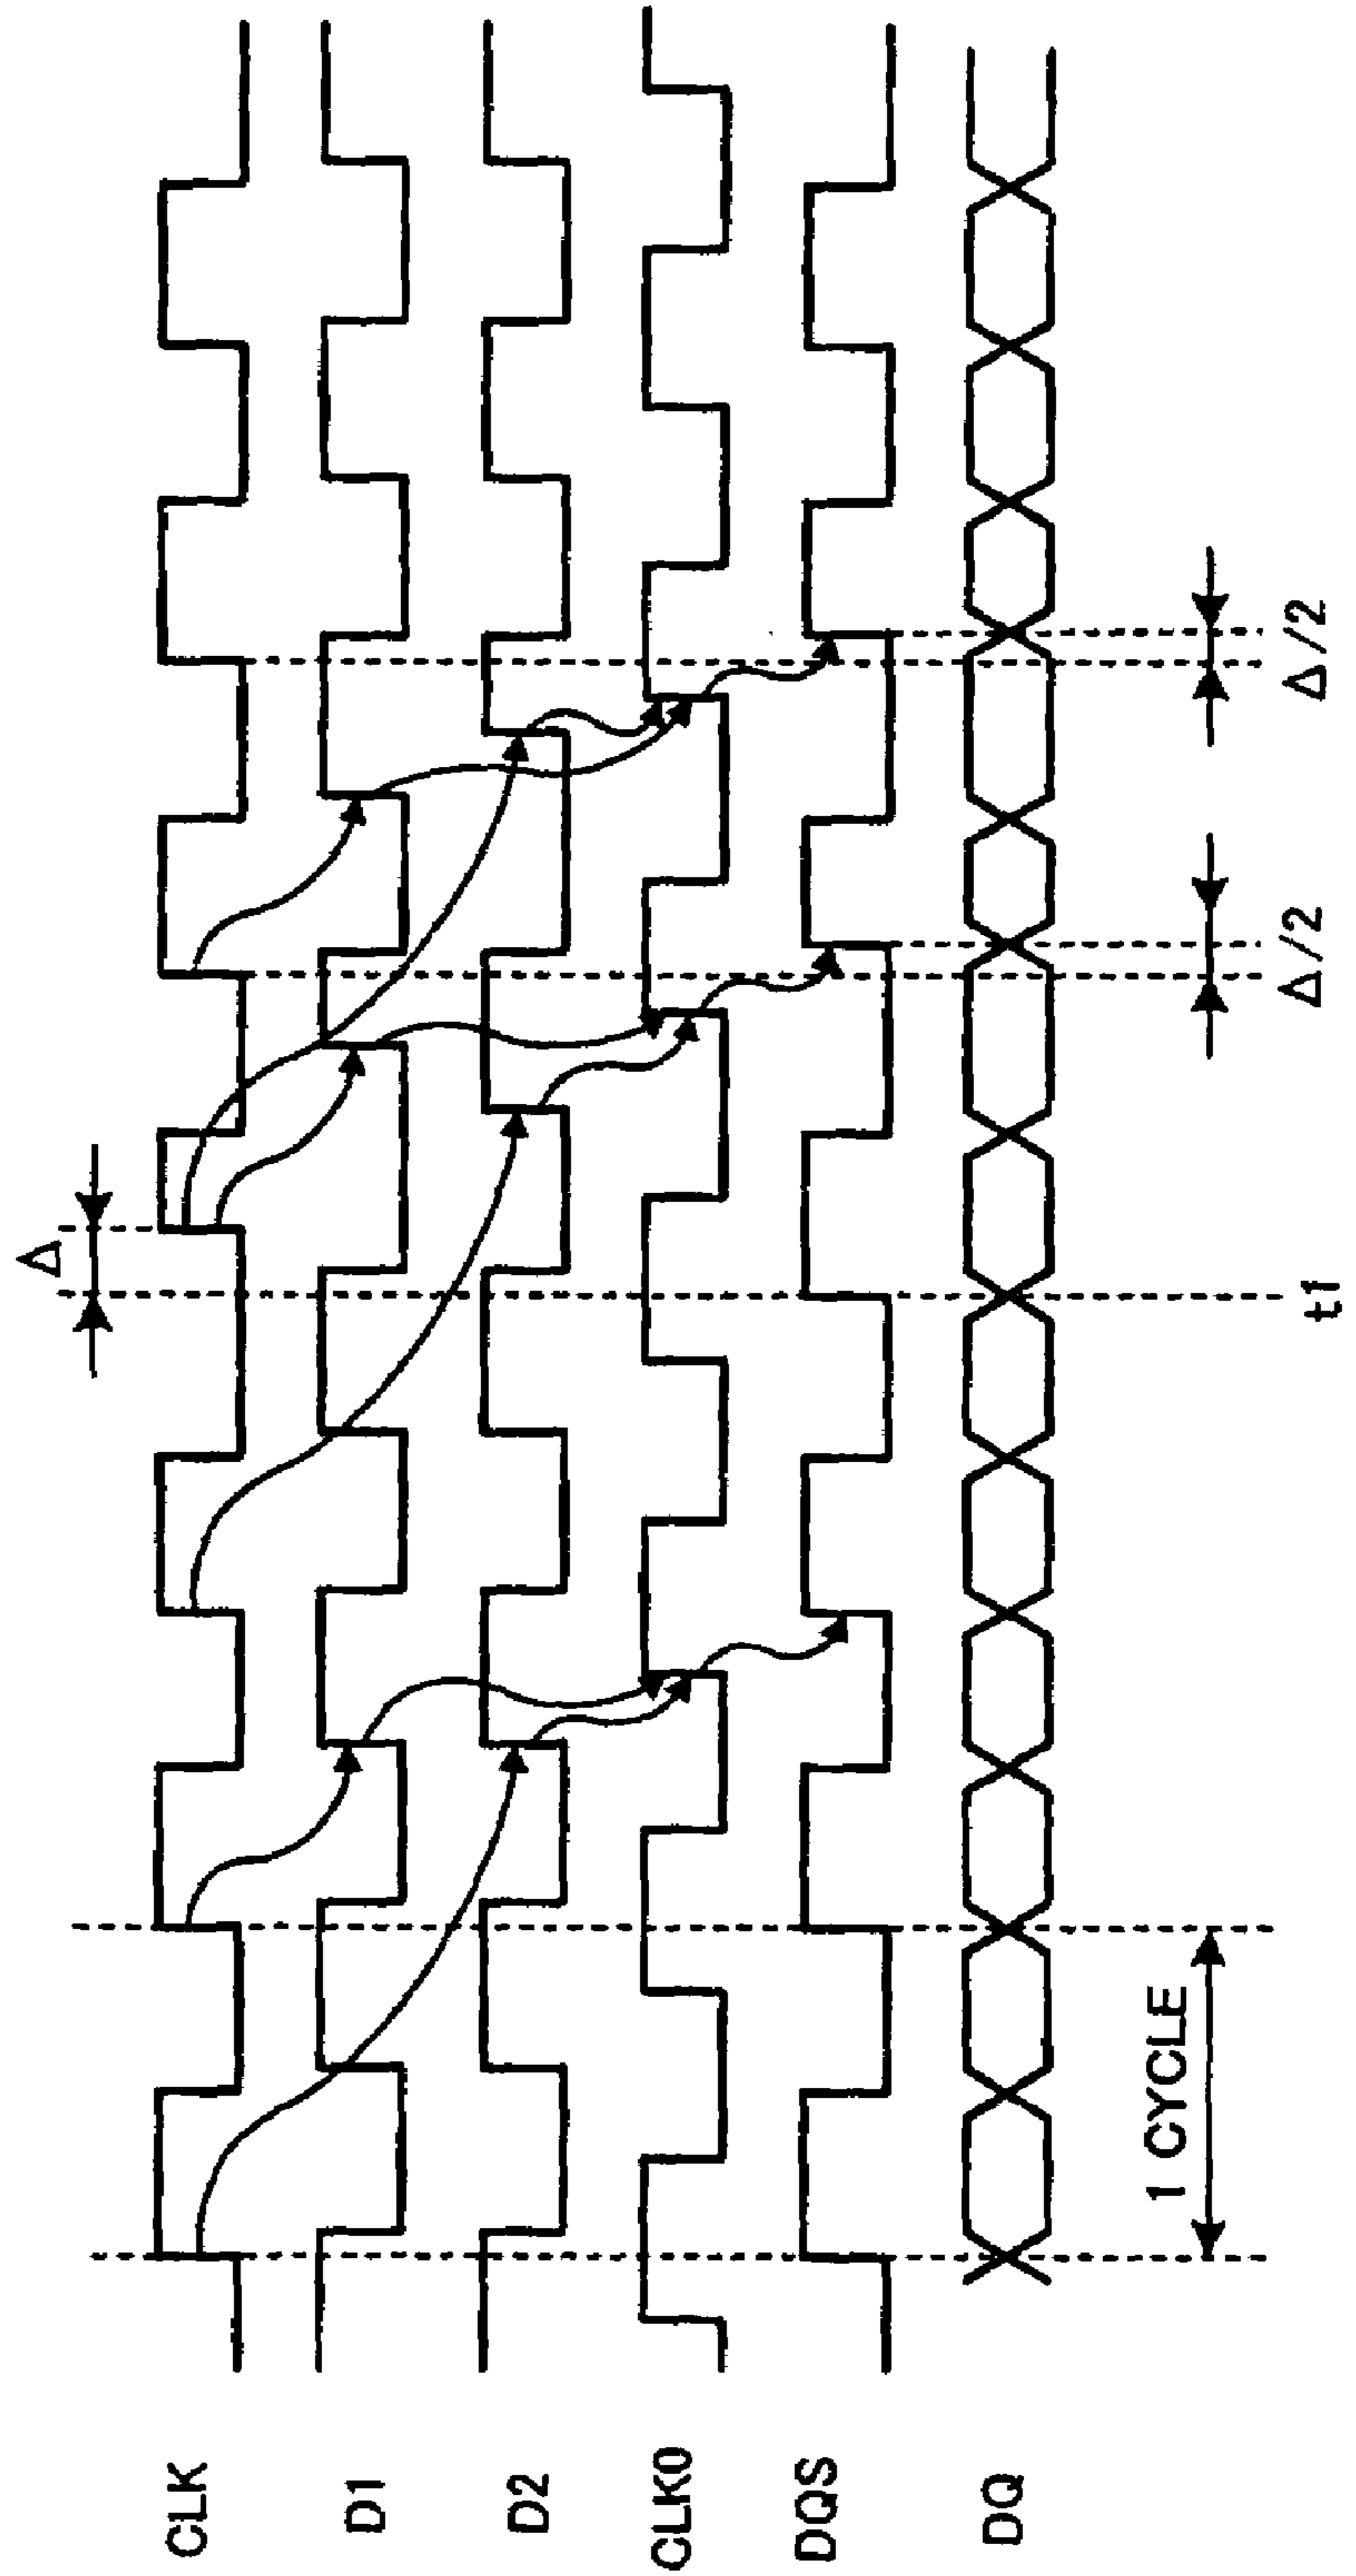 CLK
D1
D2
CLK0
DQS
DQ
Δ
1 CYCLE
t1
Δ/2
Δ/2